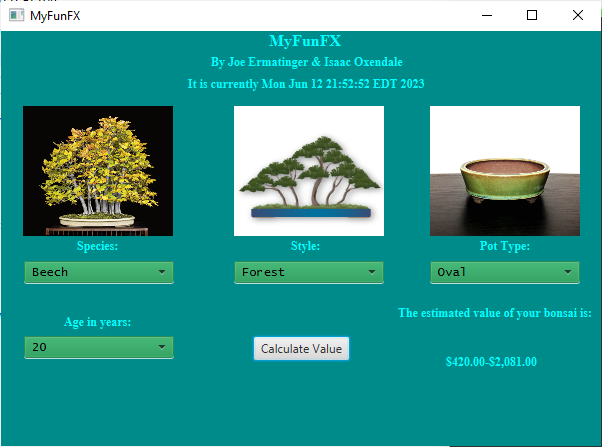 MyFunFX
MyFunFX
By Joe Ermatinger & Isaac Oxendale
It is currently Mon Jun 12 21:52:52 EDT 2023
Species:
Style:
Pot Type:
Beech
Forest
Oval
Age in years:
The estimated value of your bonsai is:
20
Calculate Value
$420.00-$2,081.00